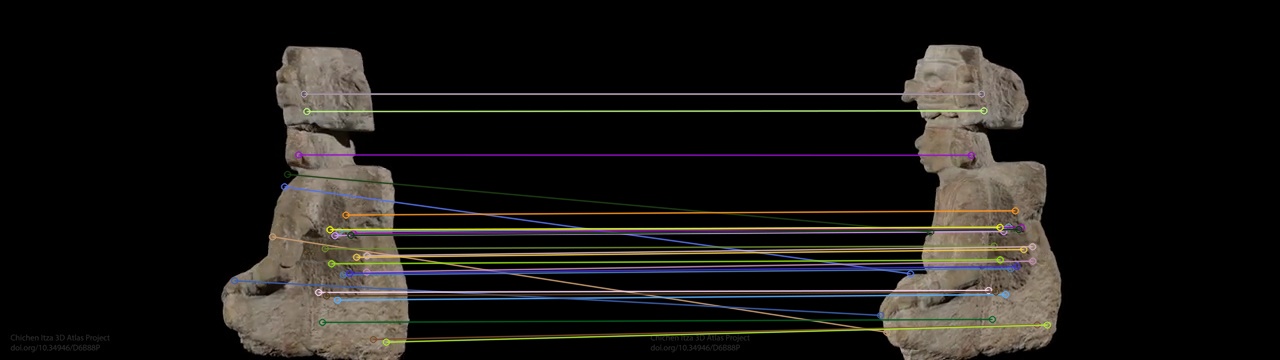 Chichen Itza 3D Atlas Project
doi.org/10.34946/D6B88P
Chichen Itza 3D Atlas Project
doi.org/10.34946/D6B88P